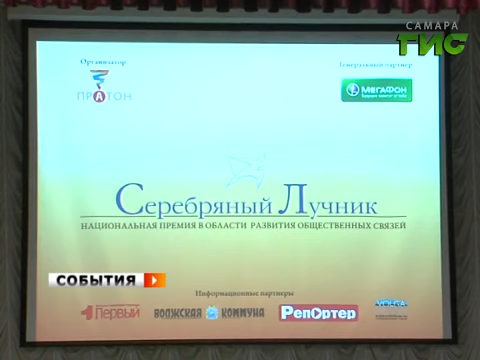 САМАРА
ГИС
Организатор
ПРАТОН
Генеральный партнер
МЕГАФОН
Серебряный Лучник
НАЦИОНАЛЬНАЯ ПРЕМИЯ В ОБЛАСТИ РАЗВИТИЯ ОБЩЕСТВЕННЫХ СВЯЗЕЙ
СОБЫТИЯ
Информационные партнеры
Первый
ВОЛЖСКАЯ КОММУНА
РЕПОРТЕР